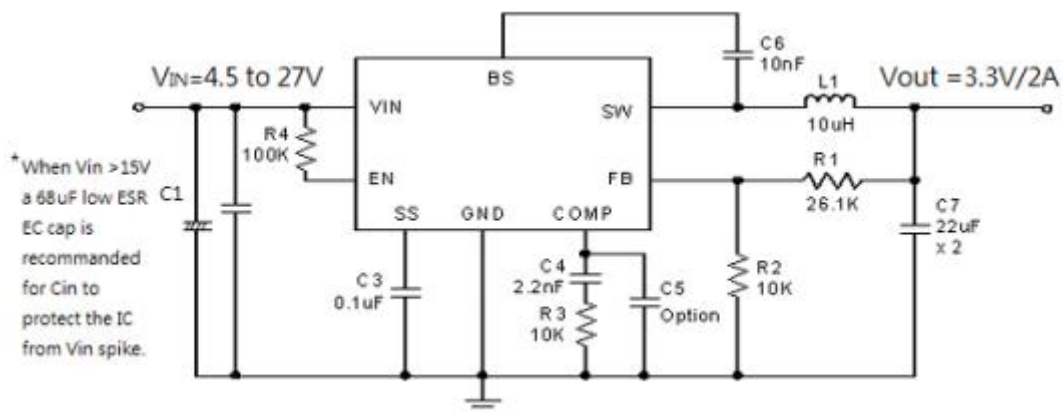 VIN=4.5 to 27V
BS
C6
10nF
Vout =3.3V/2A
VIN
SW
L1
10uH
R4
100K
EN
FB
R1
26.1K
* When Vin >15V
a 68uF low ESR
EC cap is
recommanded
for Cin to
protect the IC
from Vin spike.
C1
SS
GND
COMP
C7
22uF
x 2
C3
0.1uF
C4
2.2nF
R3
10K
C5
Option
R2
10K